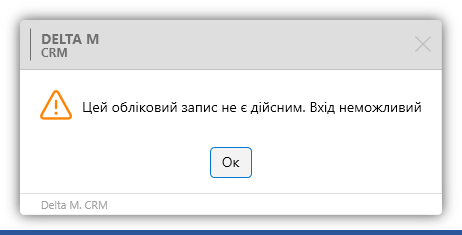 DELTA M
CRM
Цей обліковий запис не є дійсним. Вхід неможливий
Ок
Delta M. CRM